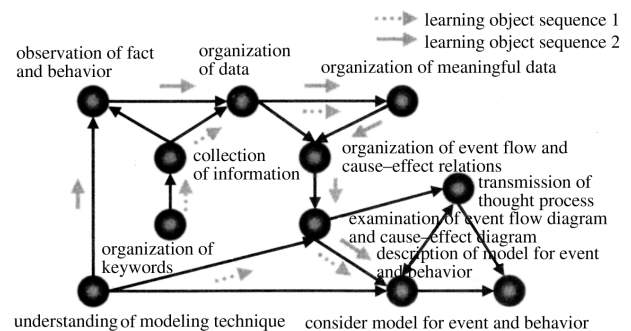 learning object sequence 1
learning object sequence 2
observation of fact
and behavior
organization
of data
organization of meaningful data
collection
of information
organization of event flow and
cause–effect relations
transmission of
thought process
organization of
keywords
examination of event flow diagram
and cause–effect diagram
description of model for event
and behavior
understanding of modeling technique
consider model for event and behavior